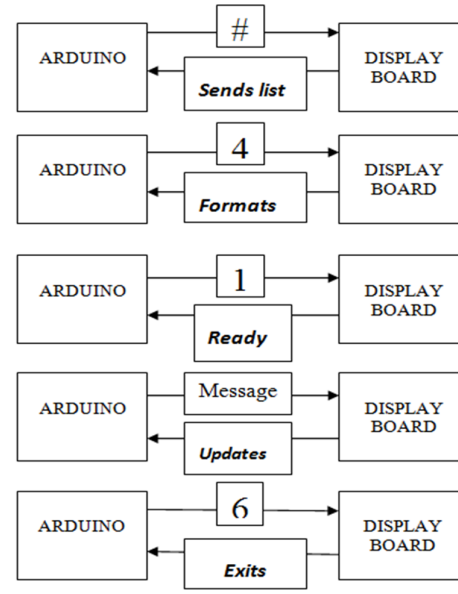 #
ARDUINO
DISPLAY
BOARD
Sends list
4
ARDUINO
DISPLAY
BOARD
Formats
1
ARDUINO
DISPLAY
BOARD
Ready
Message
ARDUINO
DISPLAY
BOARD
Updates
6
ARDUINO
DISPLAY
BOARD
Exits